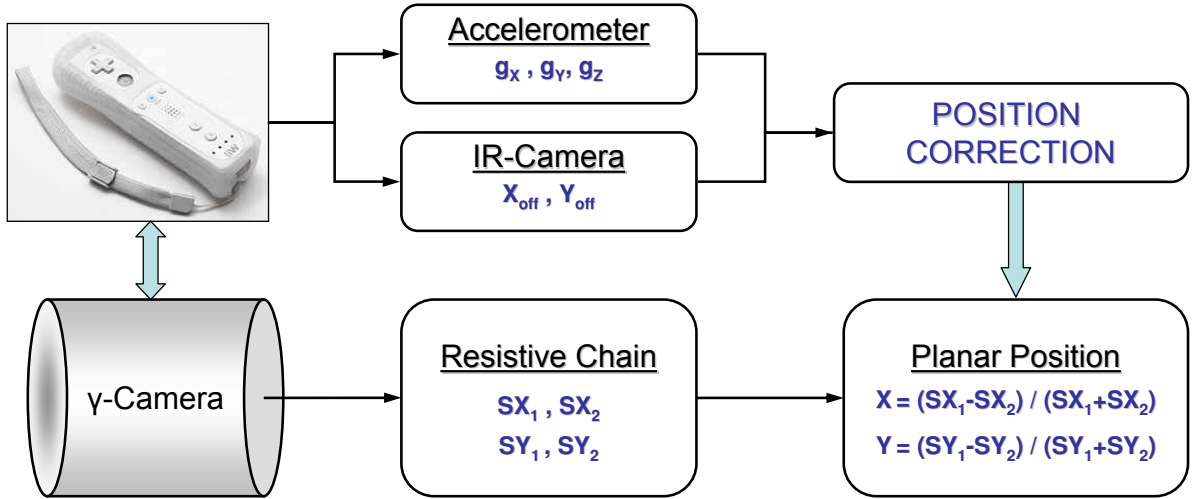 Accelerometer
gX , gY, gZ
IR-Camera
Xoff , Yoff
POSITION
CORRECTION
Wii
γ-Camera
Resistive Chain
SX1 , SX2
SY1 , SY2
Planar Position
X = (SX1-SX2) / (SX1+SX2)
Y = (SY1-SY2) / (SY1+SY2)